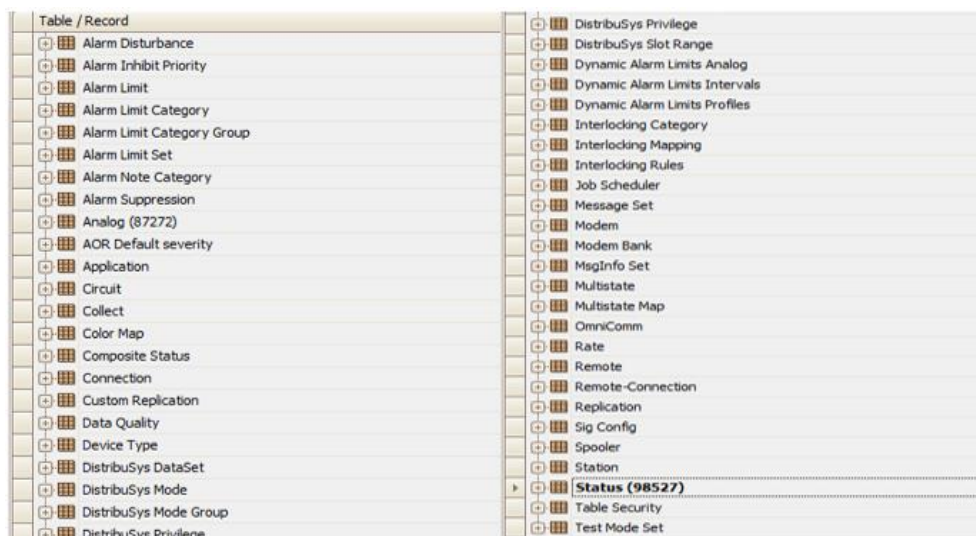 Table / Record
Alarm Disturbance
Alarm Inhibit Priority
Alarm Limit
Alarm Limit Category
Alarm Limit Category Group
Alarm Limit Set
Alarm Note Category
Alarm Suppression
Analog (87272)
AOR Default severity
Application
Circuit
Collect
Color Map
Composite Status
Connection
Custom Replication
Data Quality
Device Type
DistribuSys DataSet
DistribuSys Mode
DistribuSys Mode Group
DistribuSys Privilege
DistribuSys Privilege
DistribuSys Slot Range
Dynamic Alarm Limits Analog
Dynamic Alarm Limits Intervals
Dynamic Alarm Limits Profiles
Interlocking Category
Interlocking Mapping
Interlocking Rules
Job Scheduler
Message Set
Modem
Modem Bank
MsgInfo Set
Multistate
Multistate Map
OmniComm
Rate
Remote
Remote-Connection
Replication
Sig Config
Spooler
Station
Status (98527)
Table Security
Test Mode Set